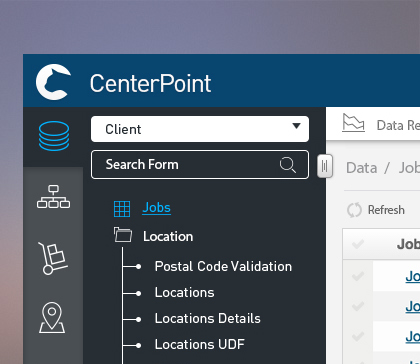 CenterPoint
Client
Data Re
Search Form
Data / Job
Jobs
Refresh
Location
Job
Postal Code Validation
Jo
Locations
Jo
Locations Details
Jo
Locations UDF
Jo